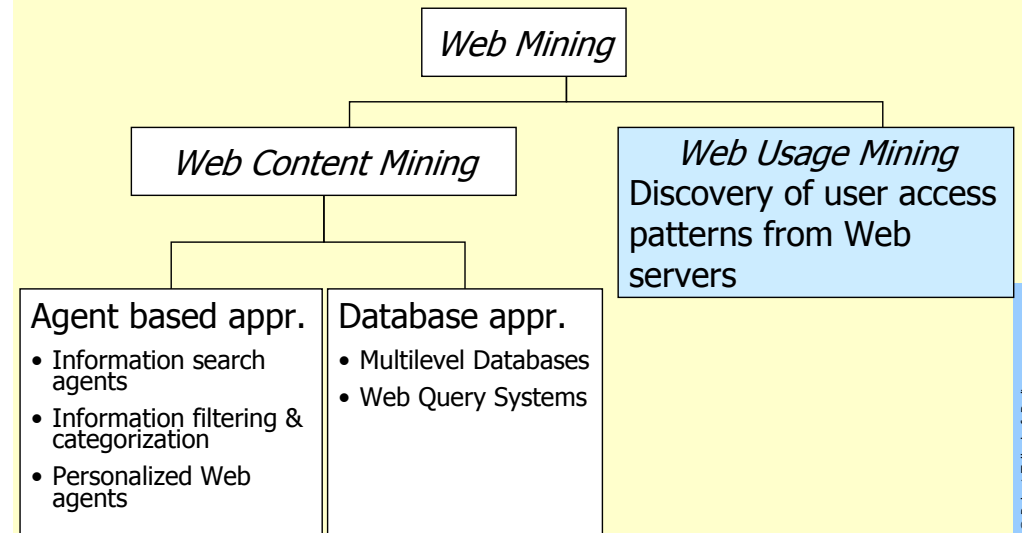 Web Mining
Web Content Mining
Web Usage Mining
Discovery of user access
patterns from Web
servers
Agent based appr.
• Information search
agents
• Information filtering &
categorization
• Personalized Web
agents
Database appr.
• Multilevel Databases
• Web Query Systems